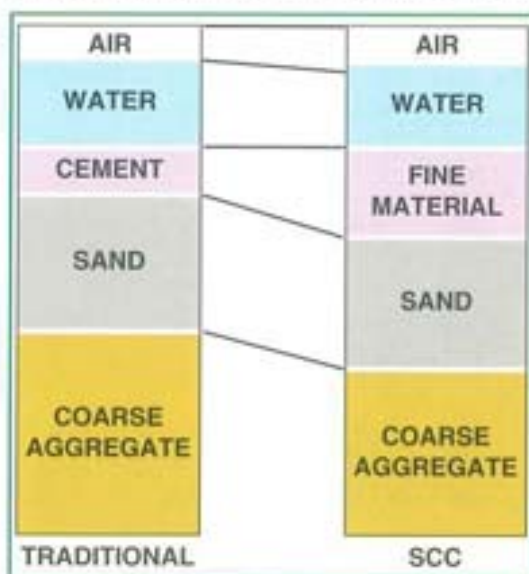 AIR
WATER
CEMENT
SAND
COARSE
AGGREGATE
TRADITIONAL
AIR
WATER
FINE
MATERIAL
SAND
COARSE
AGGREGATE
SCC